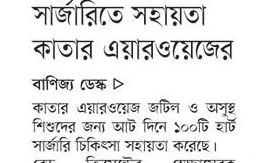 সার্জারিতে সহায়তা
কাতার এয়ারওয়েজের
বাণিজ্য ডেস্ক ▷
কাতার এয়ারওয়েজ জটিল ও অসুস্থ
শিশুদের জন্য আট দিনে ১০০টি হার্ট
সার্জারি চিকিৎসা সহায়তা করেছে।